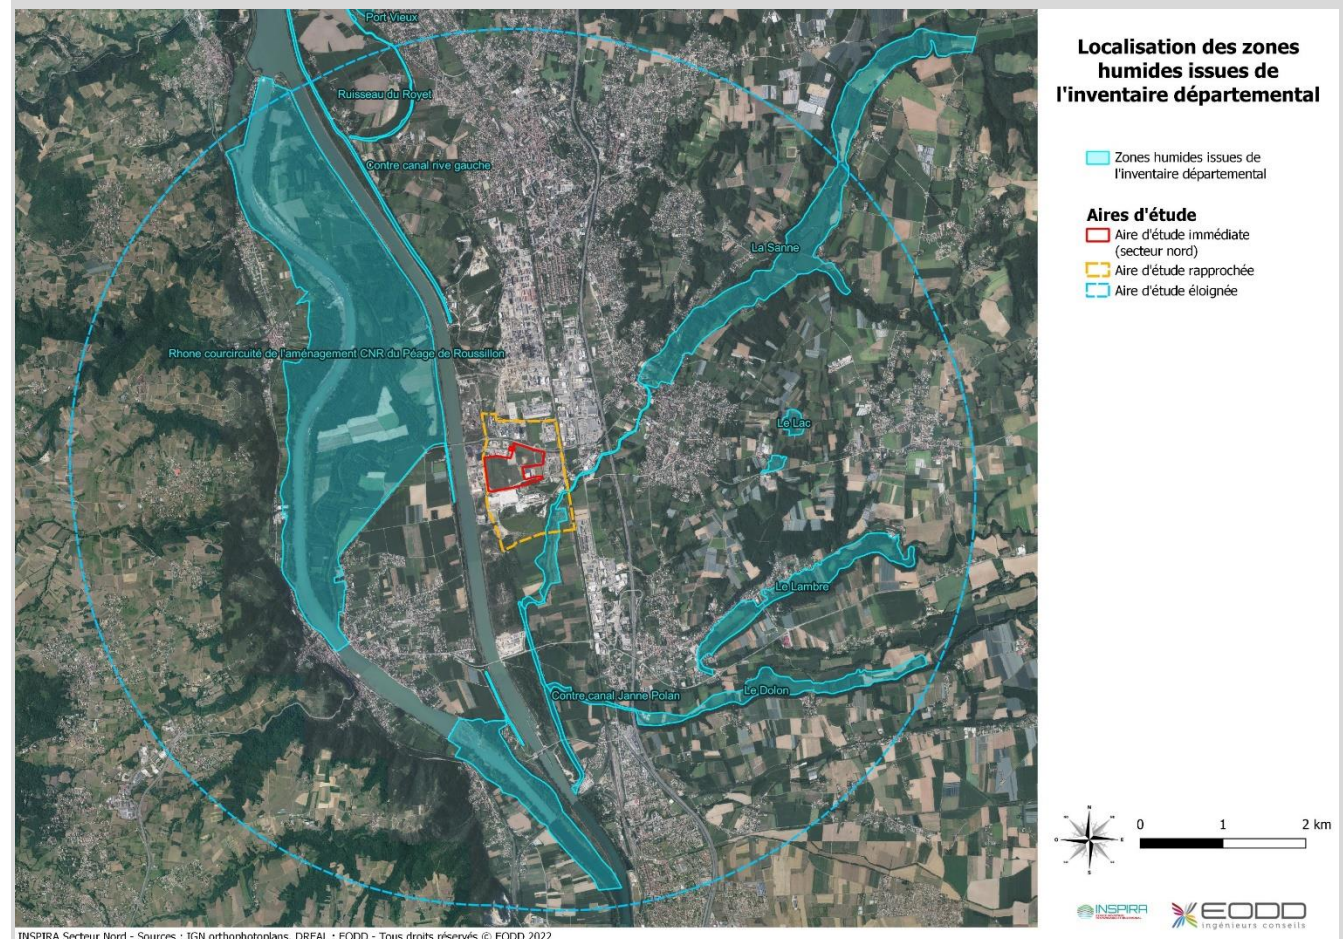 Port Vieux
Ruisseau du Royet
Contre canal rive gauche
La Sanne
Rhone courcircuité de l'aménagement CNR du Péage de Roussillon
Le Lac
Le Lambre
Contre canal Janne Polan
Le Dolon
Localisation des zones
humides issues de
l'inventaire départemental
Zones humides issues de
l'inventaire départemental
Aires d'étude
Aire d'étude immédiate
(secteur nord)
Aire d'étude rapprochée
Aire d'étude éloignée
N
O
E
S
0 1 2 km
INSPIRA
EODD
ingénieurs conseils
INSPIRA Secteur Nord - Sources : IGN orthophotoplans, DREAL ; EODD - Tous droits réservés © EODD 2022